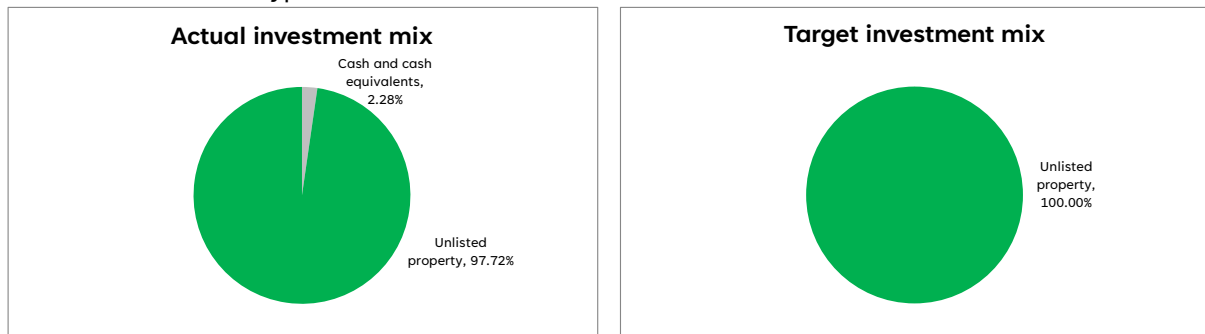 Actual investment mix
Cash and cash
equivalents,
2.28%
Unlisted
property, 97.72%
Target investment mix
Unlisted
property,
100.00%